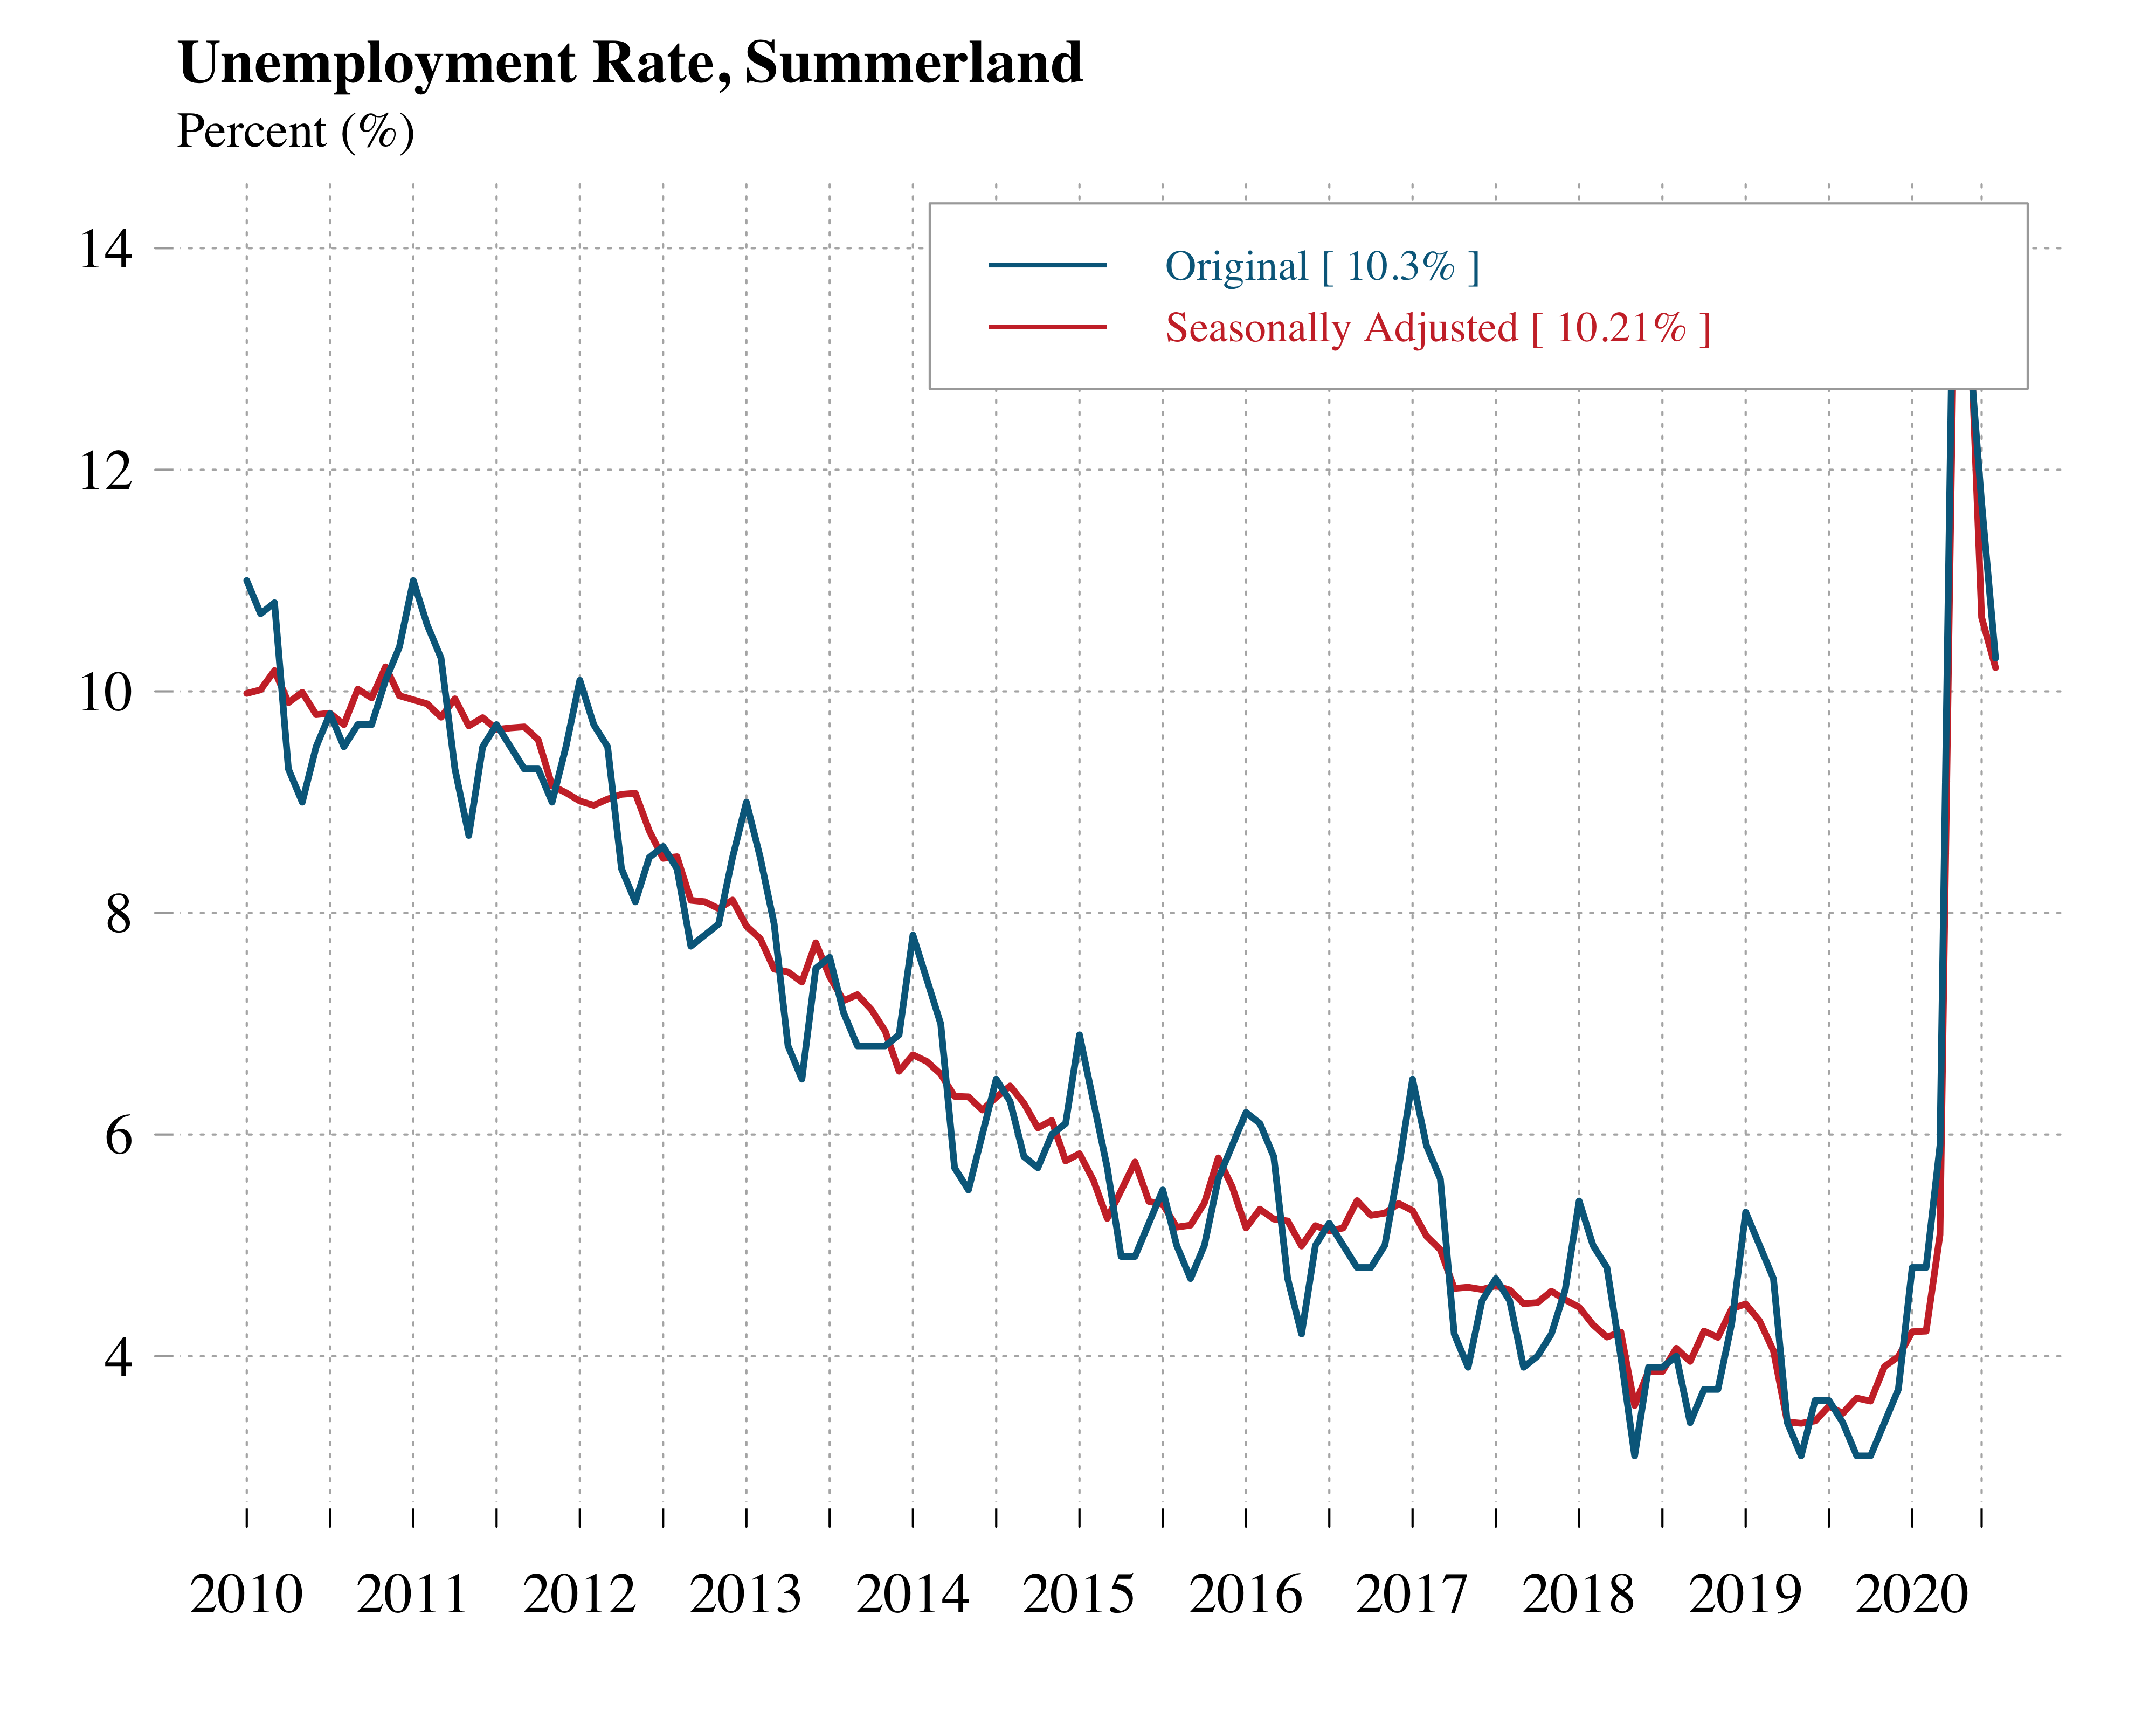 Unemployment Rate, Summerland
Percent (%)
Original [ 10.3% ]
Seasonally Adjusted [ 10.21% ]
14
12
10
8
6
4
2010 2011 2012 2013 2014 2015 2016 2017 2018 2019 2020